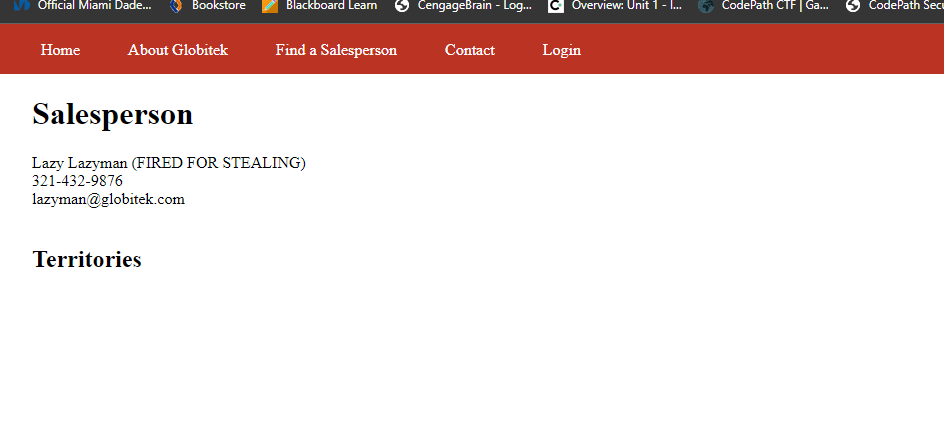 Official Miami Dade... Bookstore Blackboard Learn CengageBrain - Log... Overview: Unit 1 - I... CodePath CTF | Ga... CodePath Secu
Home About Globitek Find a Salesperson Contact Login
Salesperson
Lazy Lazyman (FIRED FOR STEALING)
321-432-9876
lazyman@globitek.com
Territories